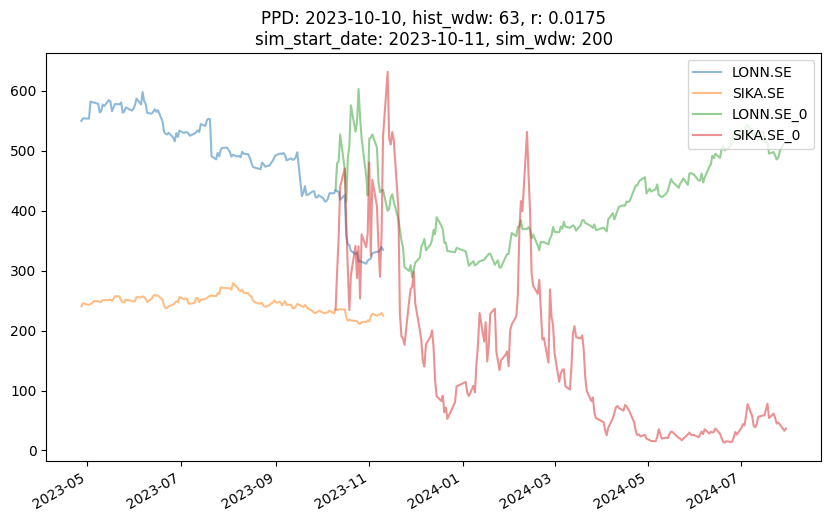 PPD: 2023-10-10, hist_wdw: 63, r: 0.0175
sim_start_date: 2023-10-11, sim_wdw: 200
LONN.SE
SIKA.SE
LONN.SE_0
SIKA.SE_0
600
500
400
300
200
100
0
2023-05
2023-07
2023-09
2023-11
2024-01
2024-03
2024-05
2024-07